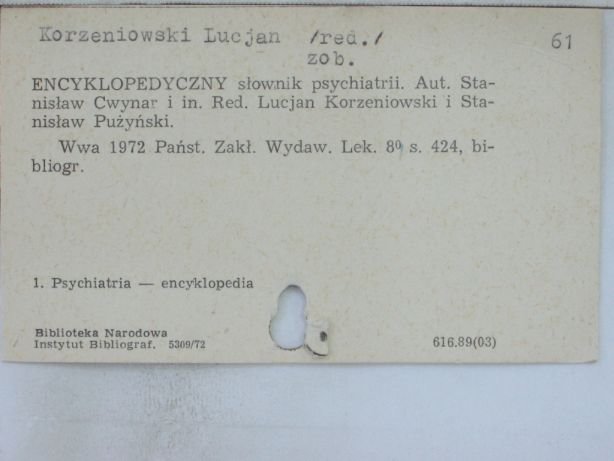 Korzeniowski Lucjan /red./ 61
zob.
ENCYKLOPEDYCZNY słownik psychiatrii. Aut. Sta-
nisław Cwynar i in. Red. Lucjan Korzeniowski i Sta-
nisław Pużyński.
Wwa 1972 Państ. Zakł. Wydaw. Lek. 8⁰, s. 424, bi-
bliogr.
1. Psychiatria — encyklopedia
Biblioteka Narodowa
Instytut Bibliograf. 5309/72 616.89(03)